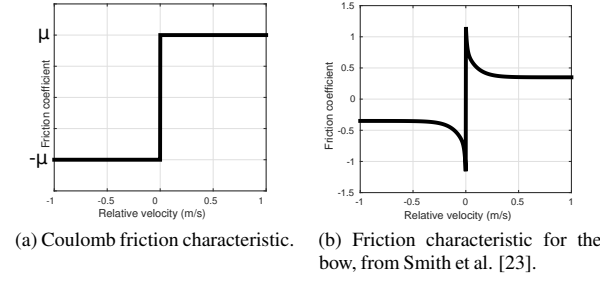 μ
-μ
Friction coefficient
-1 -0.5 0 0.5 1
Relative velocity (m/s)
1.5
1
0.5
0
-0.5
-1
-1.5
Friction coefficient
-1 -0.5 0 0.5 1
Relative velocity (m/s)
(a) Coulomb friction characteristic.
(b) Friction characteristic for the
bow, from Smith et al. [23].